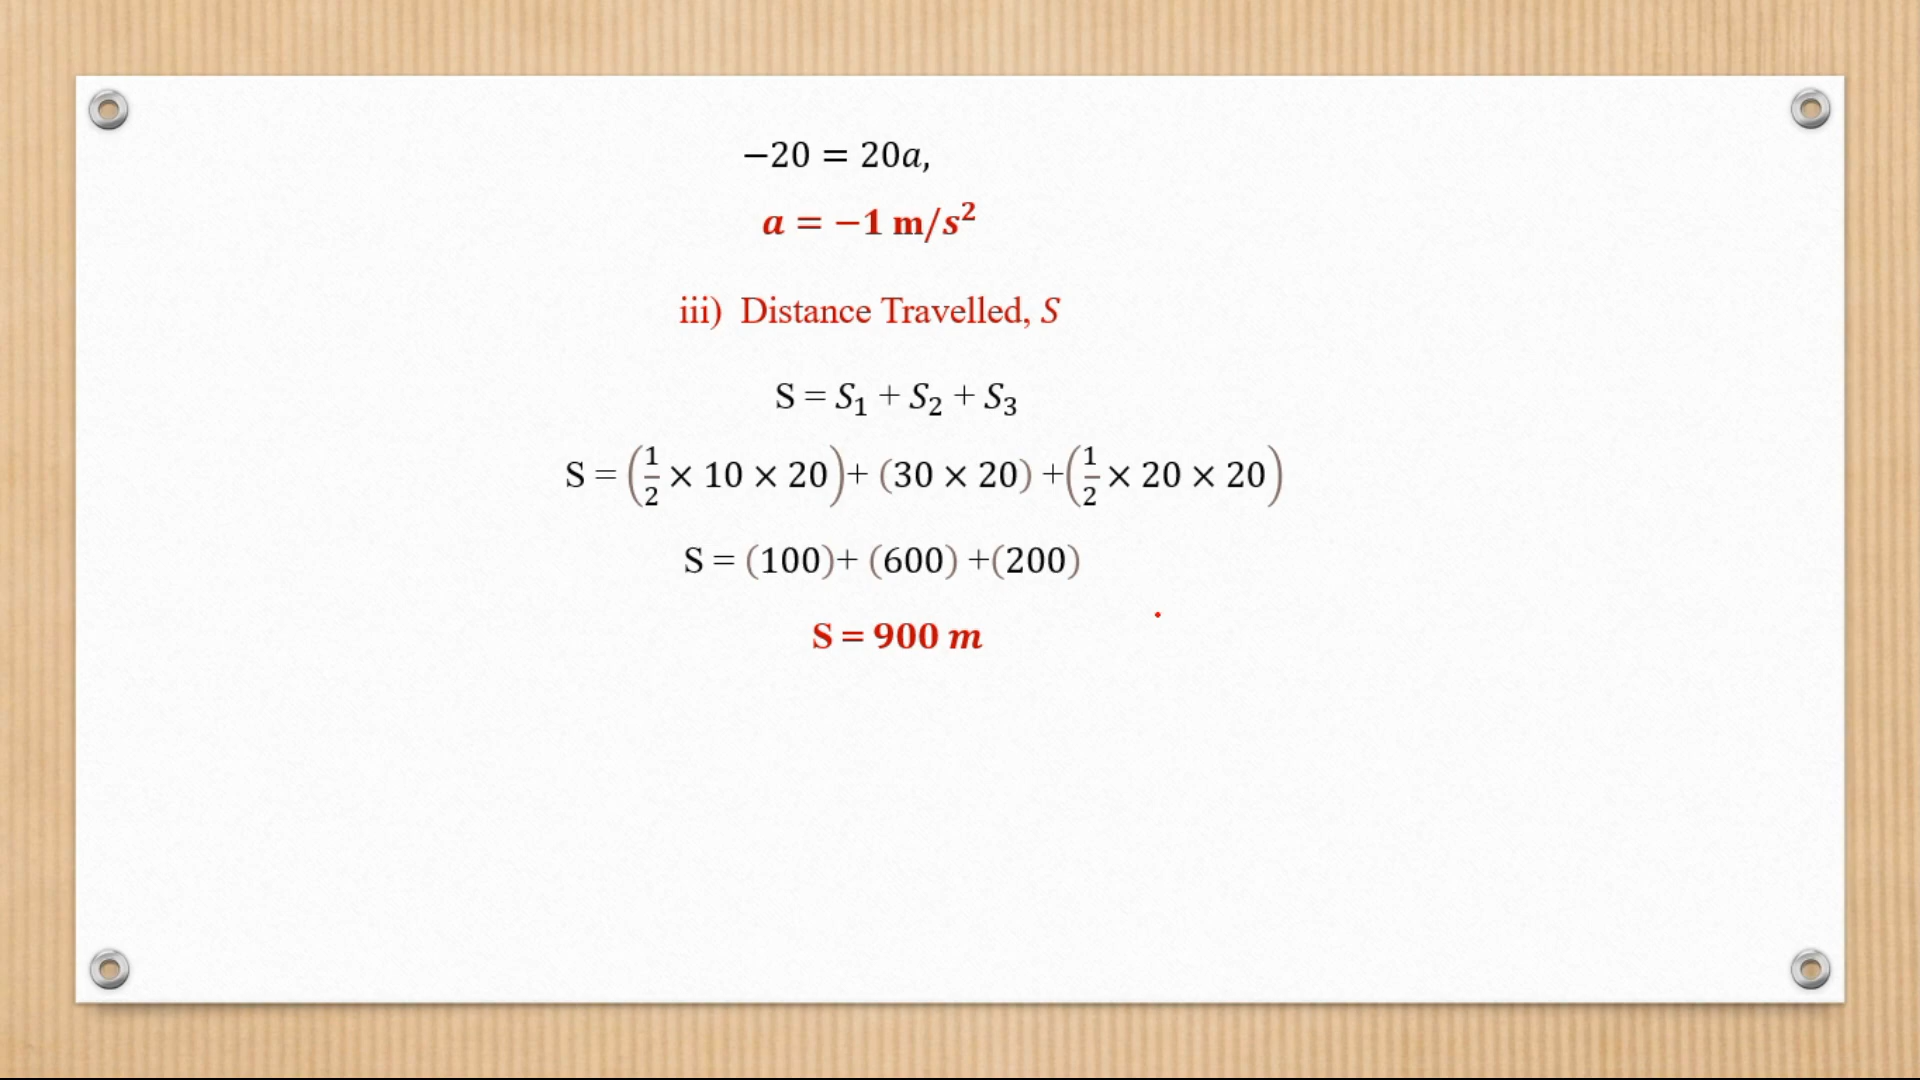 −20 = 20a,
a = −1 m/s²
iii) Distance Travelled, S
S = S₁ + S₂ + S₃
S = (1/2 × 10 × 20)+ (30 × 20) +(1/2 × 20 × 20)
S = (100)+ (600) +(200)
S = 900 m